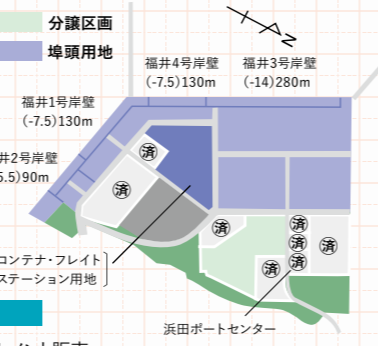 分譲区画
埠頭用地
N
福井4号岸壁
(-7.5)130m
福井3号岸壁
(-14)280m
福井1号岸壁
(-7.5)130m
井2号岸壁
5.5)90m
済
済
済
済
済
済
済
済
コンテナ・フレイト
ステーション用地
浜田ポートセンター